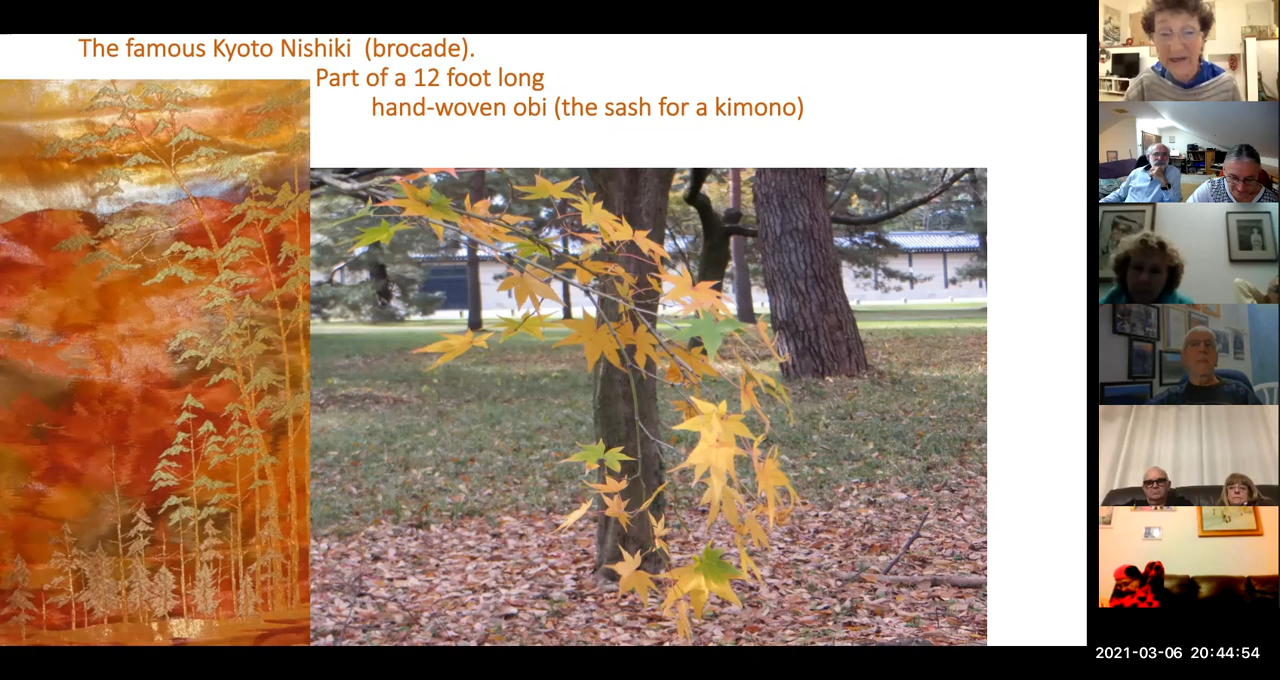 The famous Kyoto Nishiki (brocade).
Part of a 12 foot long
hand-woven obi (the sash for a kimono)
2021-03-06 20:44:54